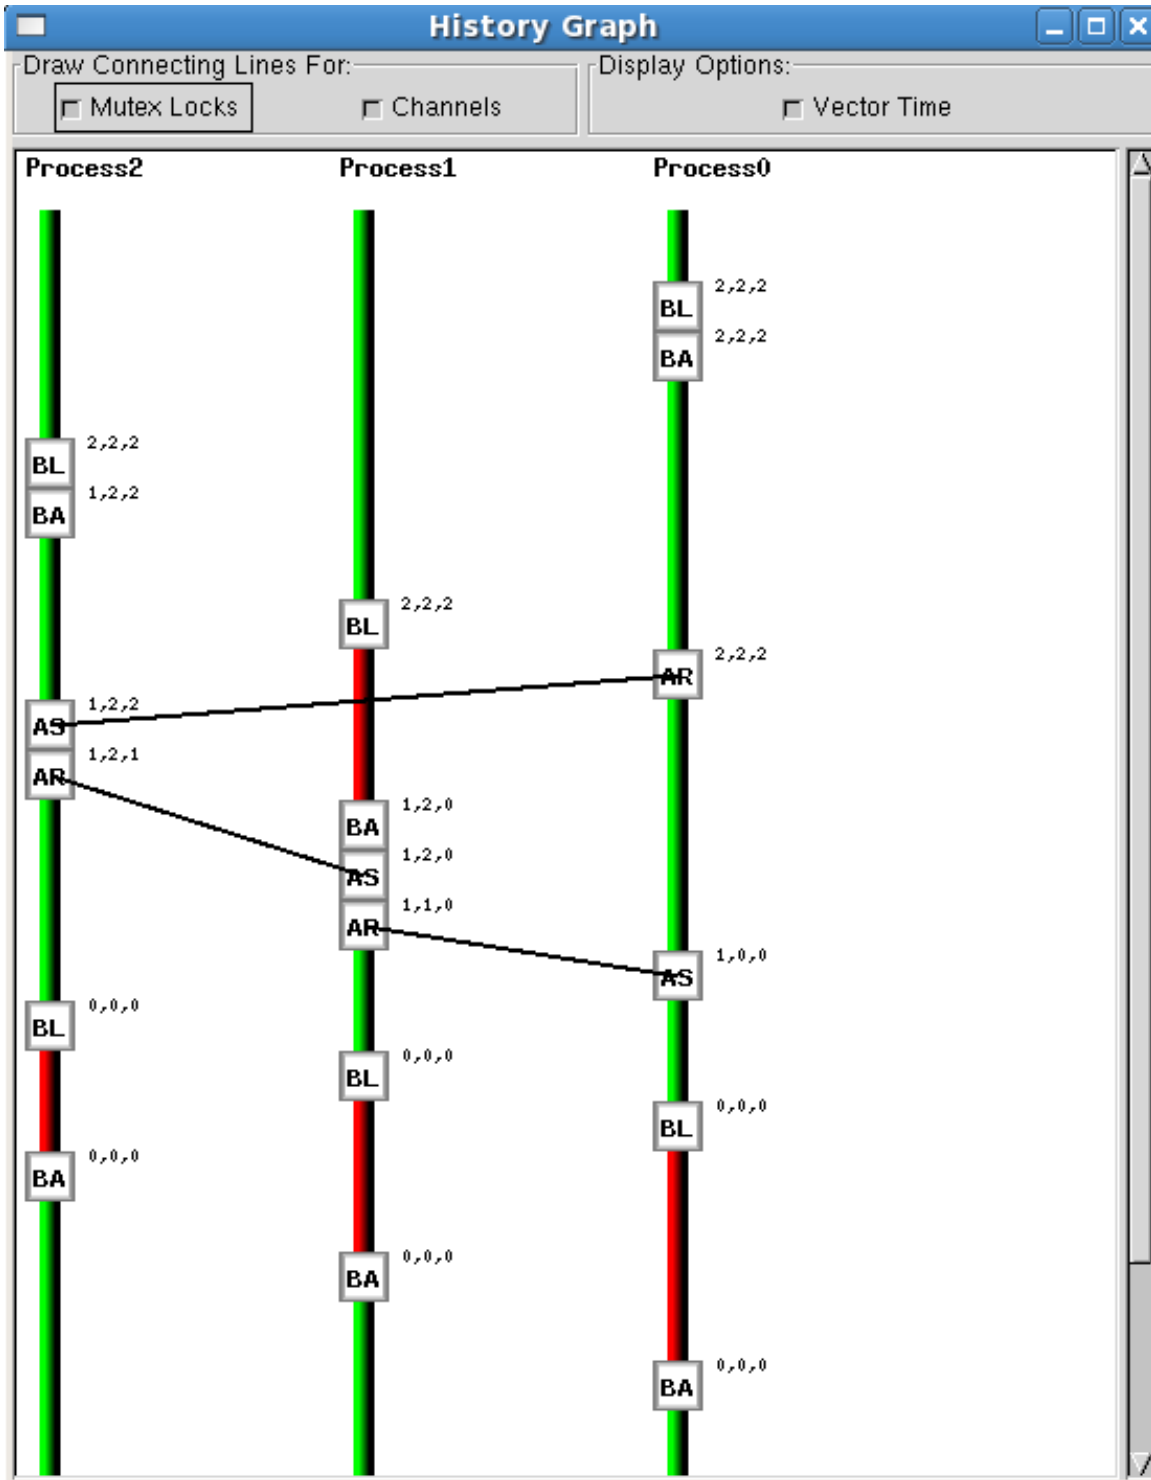 History Graph
Draw Connecting Lines For: Display Options:
Mutex Locks Channels Vector Time
Process2 Process1 Process0
2,2,2
BL
2,2,2
BA
2,2,2
BL
1,2,2
BA
2,2,2
BL
2,2,2
AR
1,2,2
AS
1,2,1
AR
1,2,0
BA
1,2,0
AS
1,1,0
AR
1,0,0
AS
0,0,0
BL
0,0,0
BL
0,0,0
BL
0,0,0
BA
0,0,0
BA
0,0,0
BA